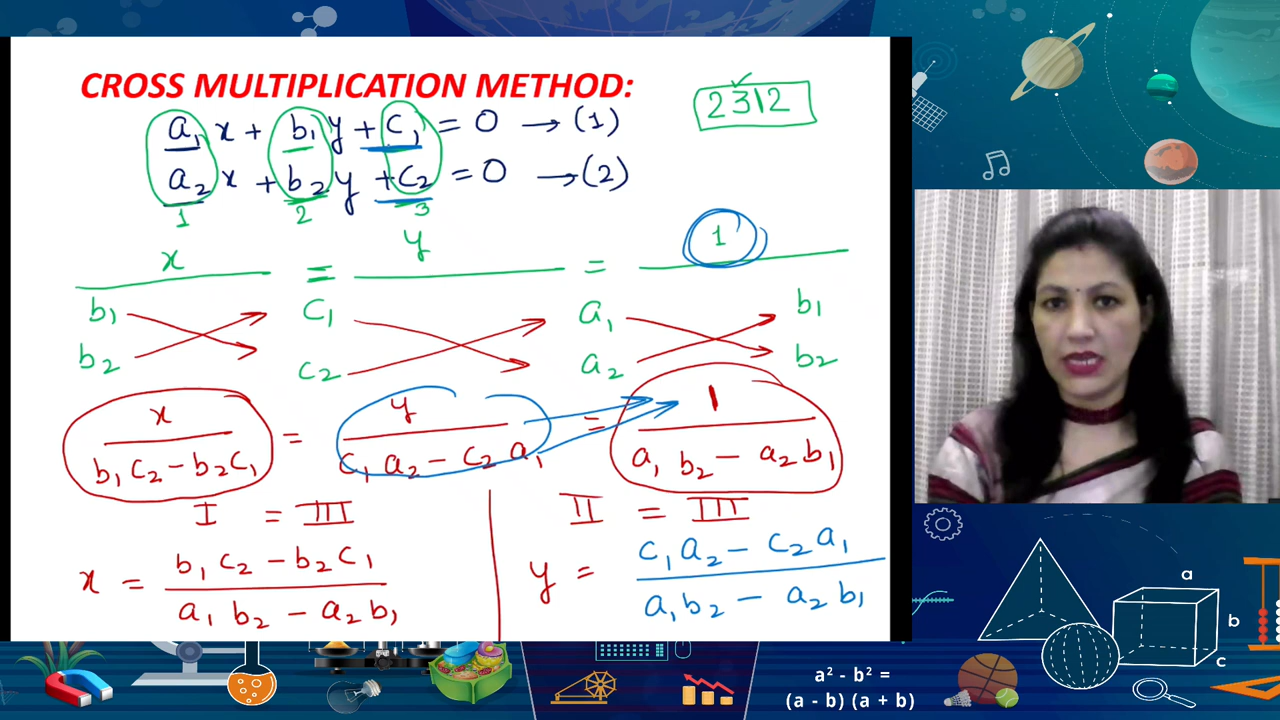 CROSS MULTIPLICATION METHOD:
2312
a₁x + b₁y + c₁ = 0 → (1)
a₂x + b₂y + c₂ = 0 → (2)
1 2 3
x = y = 1
b₁ c₁ a₁ b₁
b₂ c₂ a₂ b₂
x = y = 1
b₁c₂ - b₂c₁ c₁a₂ - c₂a₁ a₁b₂ - a₂b₁
I = III
II = III
x = b₁c₂ - b₂c₁
a₁b₂ - a₂b₁
y = c₁a₂ - c₂a₁
a₁b₂ - a₂b₁
a
b
c
a² - b² =
(a - b) (a + b)